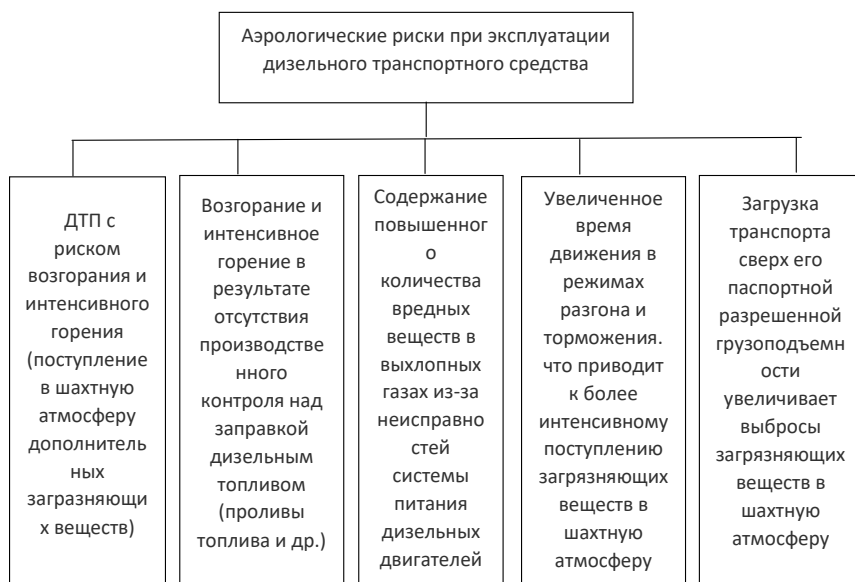 Аэрологические риски при эксплуатации
дизельного транспортного средства
ДТП с
риском
возгорания и
интенсивного
горения
(поступление
в шахтную
атмосферу
дополнитель
ных
загразняющи
х веществ)
Возгорание и
интенсивное
горение в
результате
отсутствия
производстве
нного
контроля над
заправкой
дизельным
топливом
(проливы
топлива и др.)
Содержание
повышенног
о
количества
вредных
веществ в
выхлопных
газах из-за
неисправно
стей
системы
питания
дизельных
двигателей
Увеличенное
время
движения в
режимах
разгона и
торможения.
что приводит
к более
интенсивному
поступлению
загрязняющих
веществ в
шахтную
атмосферу
Загрузка
транспорта
сверх его
паспортной
разрешенной
грузоподъемн
ости
увеличивает
выбросы
загрязняющих
веществ в
шахтную
атмосферу